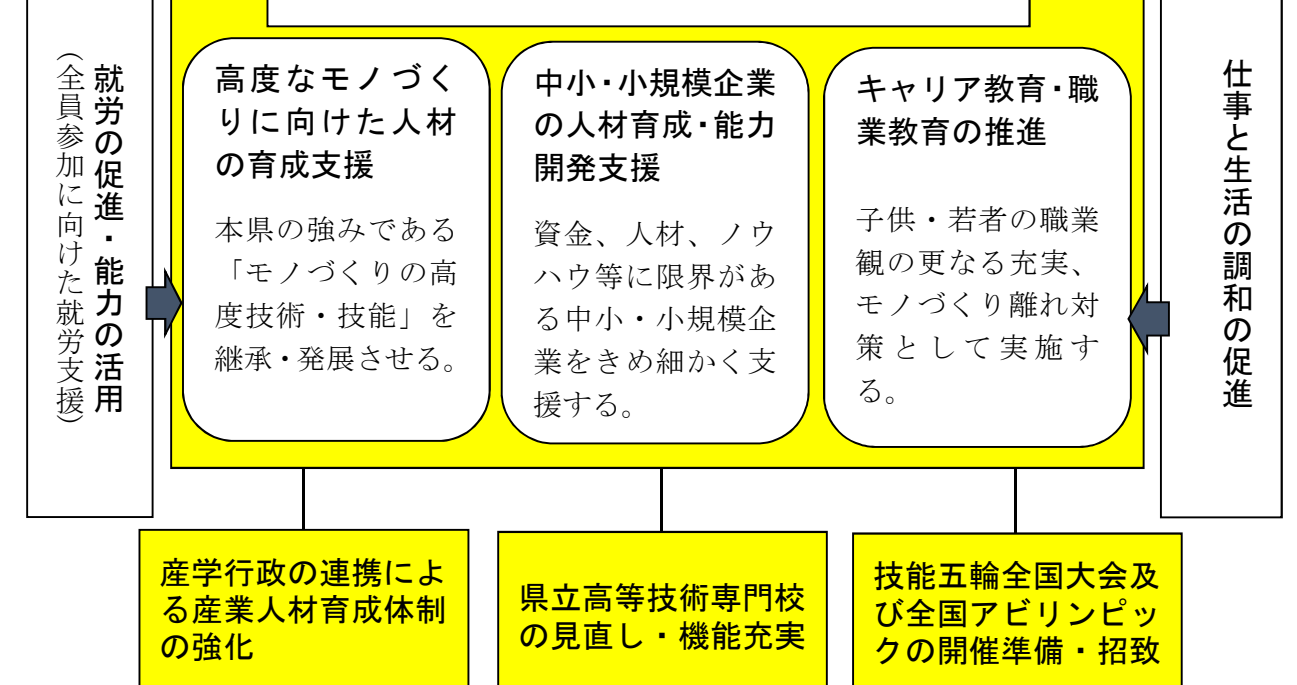 就労の促進・能力の活用
（全員参加に向けた就労支援）
高度なモノづく
りに向けた人材
の育成支援
本県の強みである
「モノづくりの高
度技術・技能」を
継承・発展させる。
中小・小規模企業
の人材育成・能力
開発支援
資金、人材、ノウ
ハウ等に限界があ
る中小・小規模企
業をきめ細かく支
援する。
キャリア教育・職
業教育の推進
子供・若者の職業
観の更なる充実、
モノづくり離れ対
策として実施す
る。
仕事と生活の調和の促進
産学行政の連携によ
る産業人材育成体制
の強化
県立高等技術専門校
の見直し・機能充実
技能五輪全国大会及
び全国アビリンピッ
クの開催準備・招致